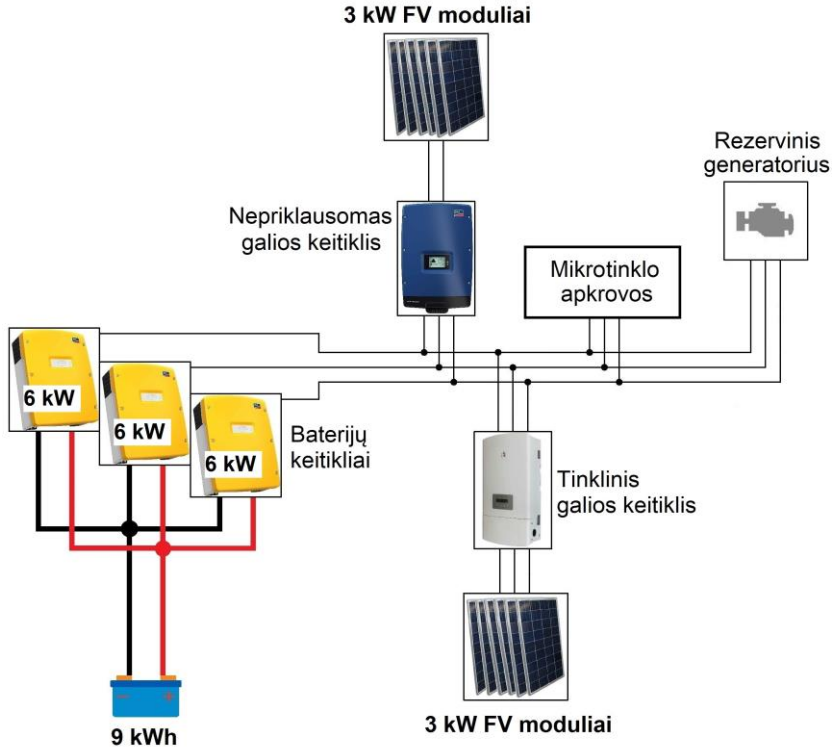 3 kW FV moduliai
Rezervinis
generatorius
Nepriklausomas
galios keitiklis
Mikrotinklo
apkrovos
6 kW
6 kW
6 kW
Baterijų
keitikliai
Tinklinis
galios keitiklis
9 kWh
3 kW FV moduliai